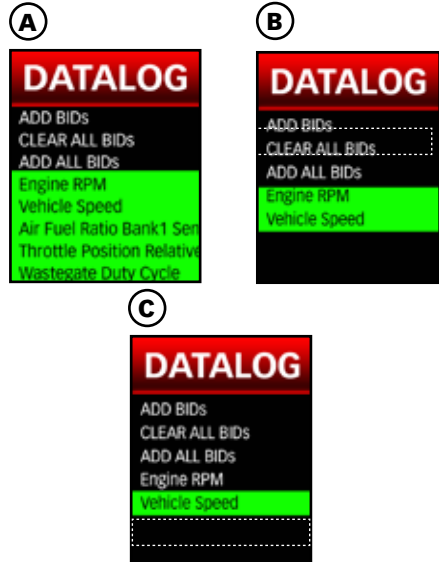 A
DATALOG
ADD BIDs
CLEAR ALL BIDs
ADD ALL BIDs
Engine RPM
Vehicle Speed
Air Fuel Ratio Bank1 Sen
Throttle Position Relative
Wastegate Duty Cycle
B
DATALOG
ADD BIDs
CLEAR ALL BIDs
ADD ALL BIDs
Engine RPM
Vehicle Speed
C
DATALOG
ADD BIDs
CLEAR ALL BIDs
ADD ALL BIDs
Engine RPM
Vehicle Speed